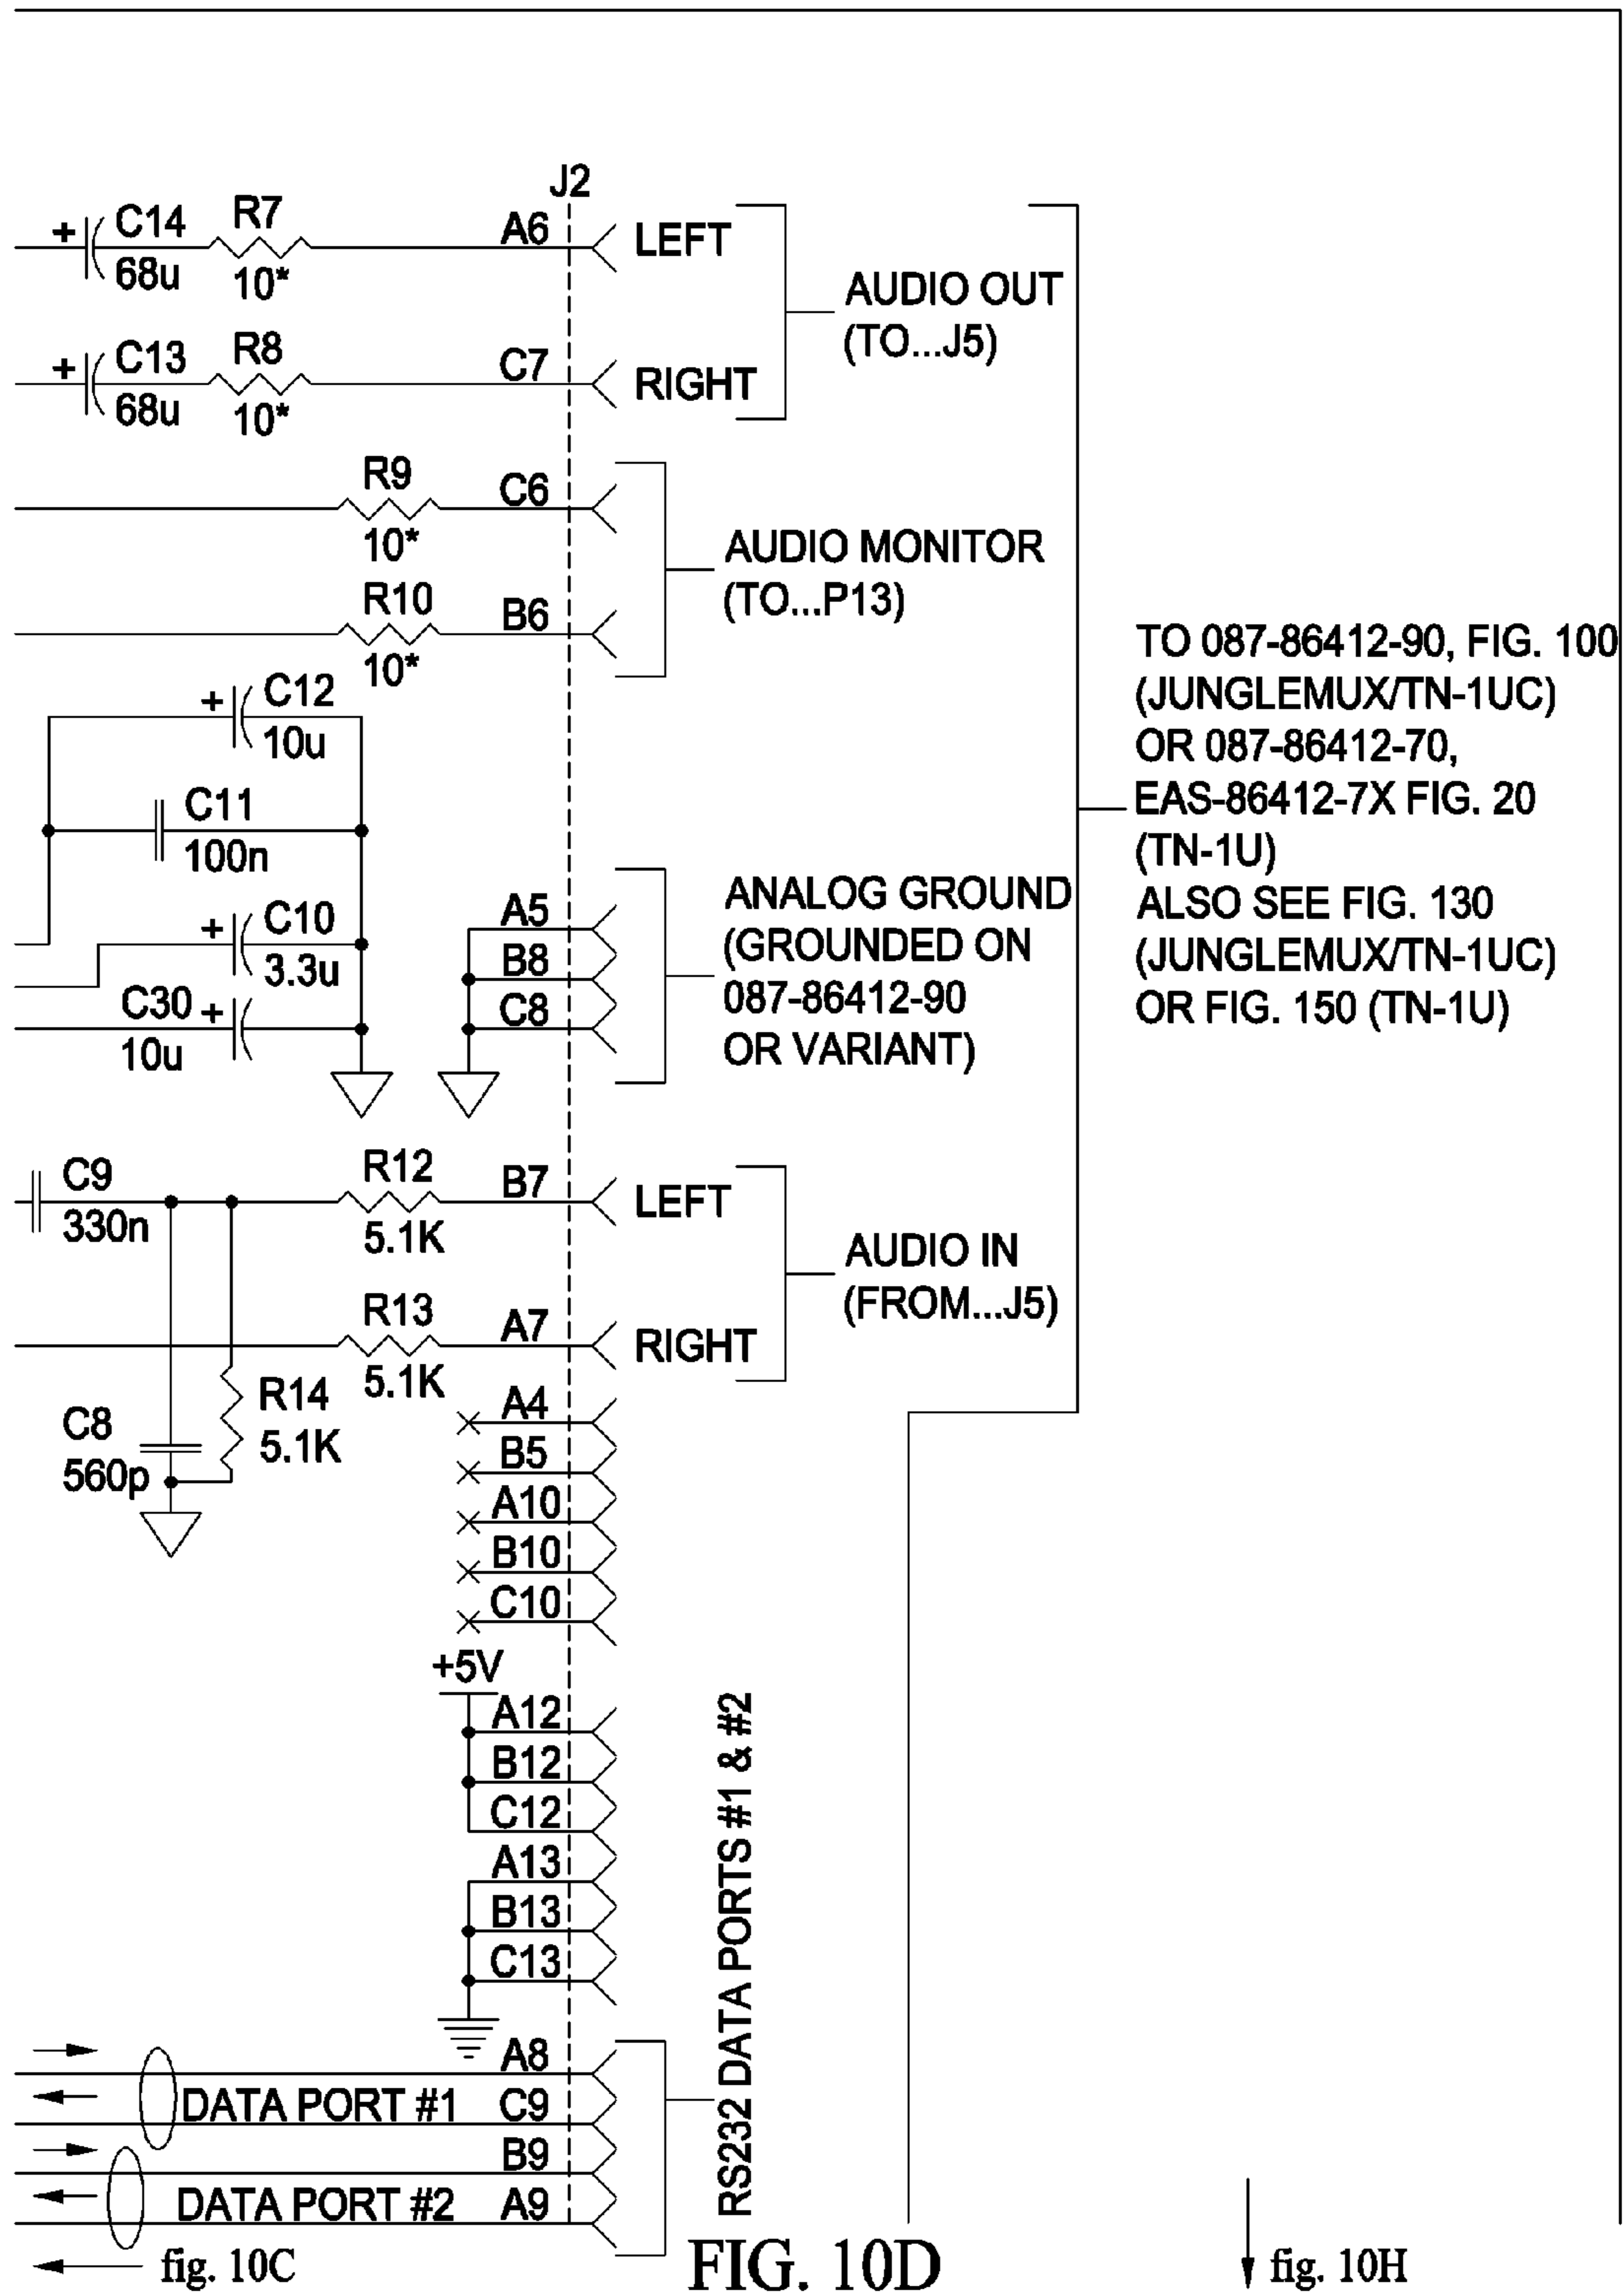 J2
+ C14
68u
R7
10*
A6
LEFT
+ C13
68u
R8
10*
C7
RIGHT
AUDIO OUT
(TO...J5)
R9
10*
C6
R10
10*
B6
AUDIO MONITOR
(TO...P13)
+ C12
10u
C11
100n
+ C10
3.3u
C30 +
10u
A5
B8
C8
ANALOG GROUND
(GROUNDED ON
087-86412-90
OR VARIANT)
TO 087-86412-90, FIG. 100
(JUNGLEMUX/TN-1UC)
OR 087-86412-70,
EAS-86412-7X FIG. 20
(TN-1U)
ALSO SEE FIG. 130
(JUNGLEMUX/TN-1UC)
OR FIG. 150 (TN-1U)
C9
330n
R12
5.1K
B7
LEFT
R13
5.1K
A7
RIGHT
AUDIO IN
(FROM...J5)
C8
560p
R14
5.1K
A4
B5
A10
B10
C10
+5V
A12
B12
C12
A13
B13
C13
A8
DATA PORT #1 C9
B9
DATA PORT #2 A9
RS232 DATA PORTS #1 & #2
fig. 10C
FIG. 10D
fig. 10H